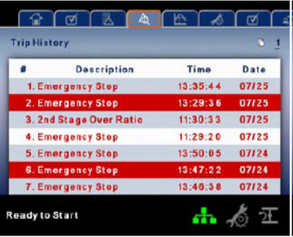 Trip History 1
# Description Time Date
1. Emergency Stop 13:35:44 07/25
2. Emergency Stop 13:29:36 07/25
3. 2nd Stage Over Ratio 11:30:33 07/25
4. Emergency Stop 11:29:20 07/25
5. Emergency Stop 13:50:05 07/24
6. Emergency Stop 13:47:22 07/24
7. Emergency Stop 13:46:38 07/24
Ready to Start